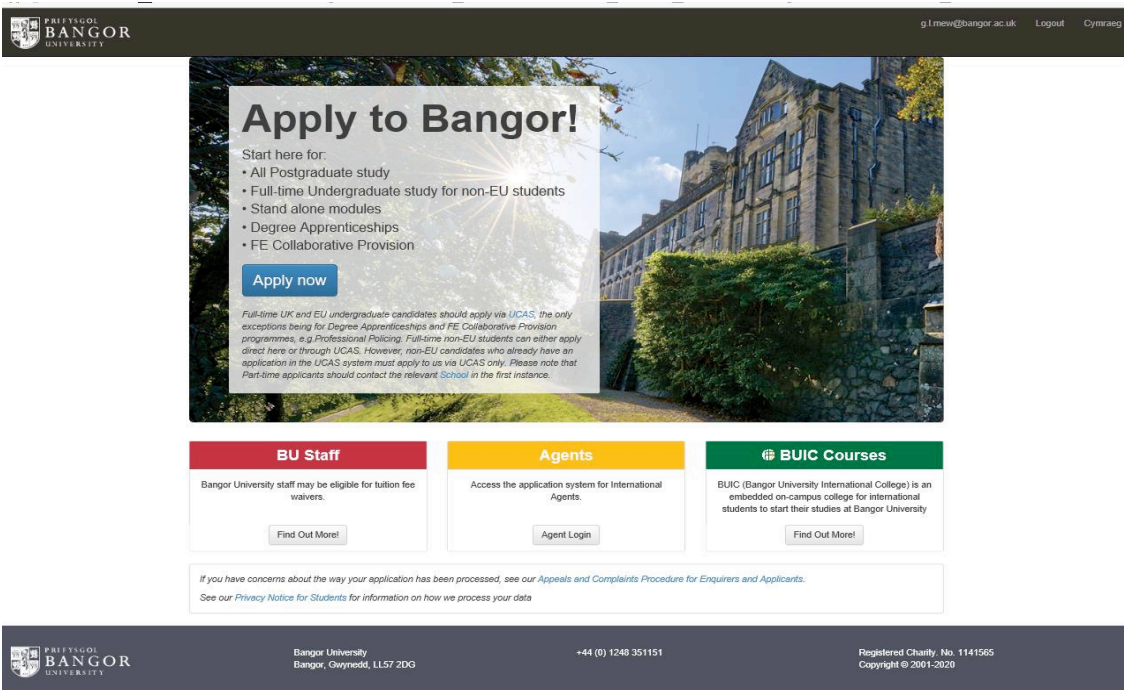 PRIFYSGOL
BANGOR
UNIVERSITY
g.l.mew@bangor.ac.uk Logout Cymraeg
Apply to Bangor!
Start here for:
• All Postgraduate study
• Full-time Undergraduate study for non-EU students
• Stand alone modules
• Degree Apprenticeships
• FE Collaborative Provision
Apply now
Full-time UK and EU undergraduate candidates should apply via UCAS, the only
exceptions being for Degree Apprenticeships and FE Collaborative Provision
programmes, e.g.Professional Policing. Full-time non-EU students can either apply
direct here or through UCAS. However, non-EU candidates who already have an
application in the UCAS system must apply to us via UCAS only. Please note that
Part-time applicants should contact the relevant School in the first instance.
BU Staff
Bangor University staff may be eligible for tuition fee
waivers.
Find Out More!
Agents
Access the application system for International
Agents.
Agent Login
BUIC Courses
BUIC (Bangor University International College) is an
embedded on-campus college for international
students to start their studies at Bangor University
Find Out More!
If you have concerns about the way your application has been processed, see our Appeals and Complaints Procedure for Enquirers and Applicants.
See our Privacy Notice for Students for information on how we process your data
PRIFYSGOL
BANGOR
UNIVERSITY
Bangor University
Bangor, Gwynedd, LL57 2DG
+44 (0) 1248 351151
Registered Charity. No. 1141565
Copyright © 2001-2020